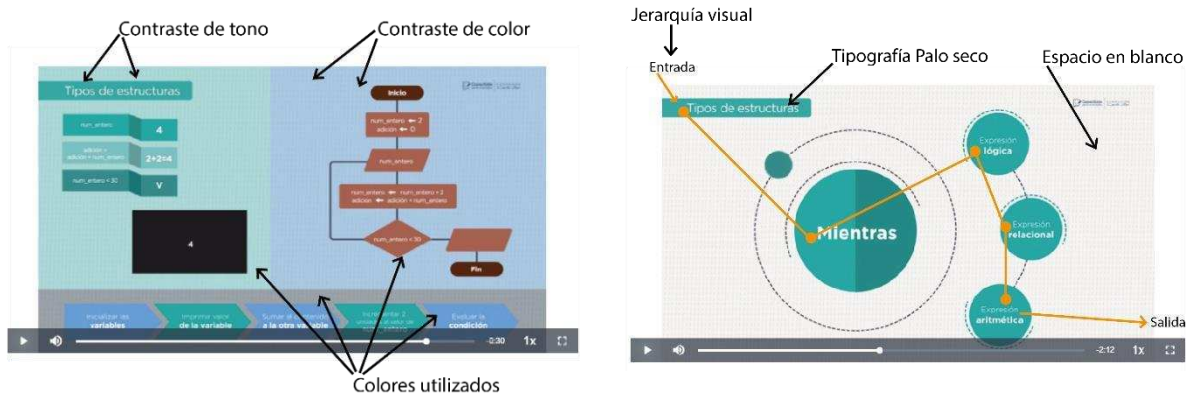 Contraste de tono
Contraste de color
Tipos de estructuras
num_entero
4
adición =
adición + num_entero
2+2=4
num_entero < 30
V
4
Inicio
num_entero ← 2
adición ← 0
num_entero
num_entero ← num_entero + 2
adición ← adición + num_entero
num_entero < 30
Fin
Inicializar las
variables
Imprimir valor
de la variable
Sumar el contenido
a la otra variable
Incrementar 2
Evaluar la
condición
1x
Colores utilizados
Jerarquía visual
Entrada
Tipografía Palo seco
Espacio en blanco
Tipos de estructuras
Mientras
Expresión
lógica
Expresión
relacional
Expresión
aritmética
Salida
-2:12
1x